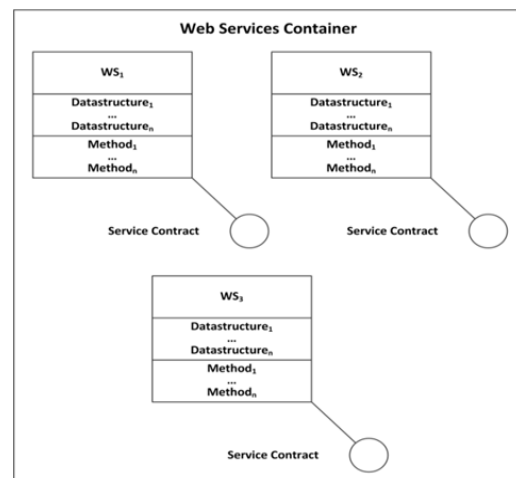 Web Services Container
WS₁
Datastructure₁
...
Datastructureₙ
Method₁
...
Methodₙ
Service Contract
WS₂
Datastructure₁
...
Datastructureₙ
Method₁
...
Methodₙ
Service Contract
WS₃
Datastructure₁
...
Datastructureₙ
Method₁
...
Methodₙ
Service Contract